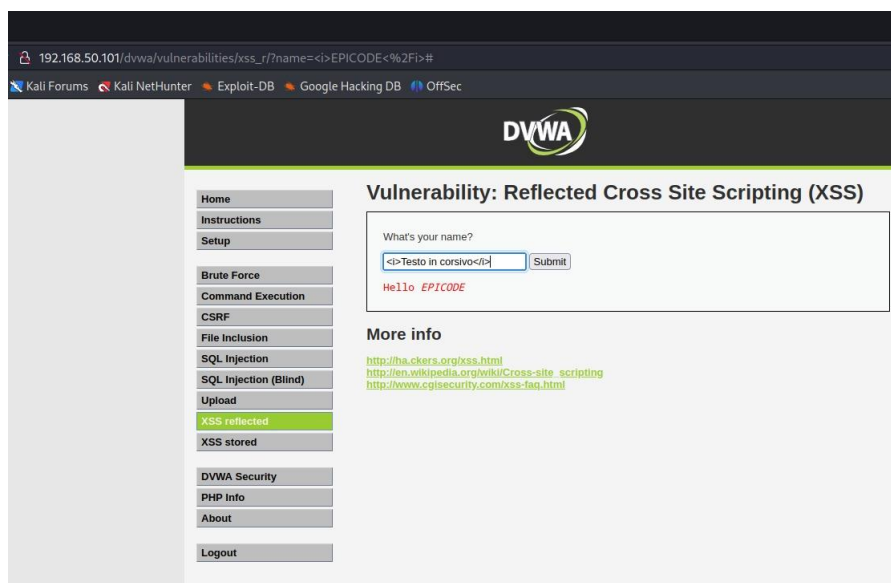 192.168.50.101/dvwa/vulnerabilities/xss_r/?name=<i>EPICODE<%2Fi>#
Kali Forums Kali NetHunter Exploit-DB Google Hacking DB OffSec
DVWA
Home
Instructions
Setup
Brute Force
Command Execution
CSRF
File Inclusion
SQL Injection
SQL Injection (Blind)
Upload
XSS reflected
XSS stored
DVWA Security
PHP Info
About
Logout
Vulnerability: Reflected Cross Site Scripting (XSS)
What's your name?
<i>Testo in corsivo</i> Submit
Hello EPICODE
More info
http://ha.ckers.org/xss.html
http://en.wikipedia.org/wiki/Cross-site_scripting
http://www.cgisecurity.com/xss-faq.html